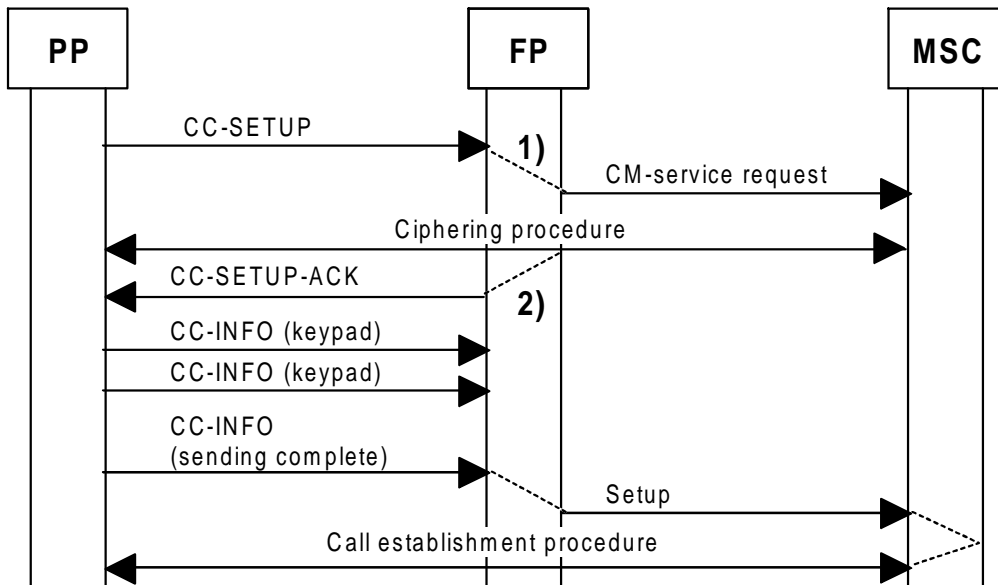 PP
FP
MSC
CC-SETUP
1)
CM-service request
Ciphering procedure
CC-SETUP-ACK
2)
CC-INFO (keypad)
CC-INFO (keypad)
CC-INFO
(sending complete)
Setup
Call establishment procedure